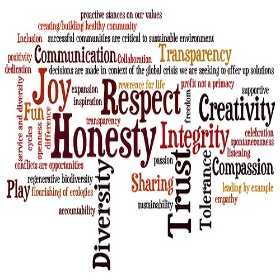 proactive stances on our values
creating/building healthy community
Inclusion successful communities are critical to sustainable environment
positivity Communication Collaboration Transparency
dedication decisions are made in context of the global crisis we are seeking to offer up solutions
Joy expansion reverence for life profit not a primary
inspiration Respect freedom supportive
service and diversity Fun transparency Creativity
cycles openness difference Honesty Integrity celebration
spontaneousness
listening
conflicts are opportunities passion Compassion
regenerative biodiversity Diversity Sharing Trust Tolerance
Play flourishing of ecologies leading by example
sustainability empathy
accountability